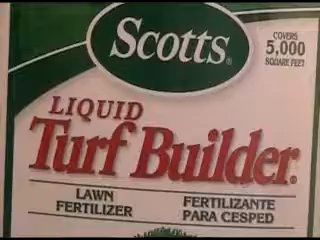 Scotts®
COVERS
5,000
SQUARE FEET
LIQUID
Turf Builder®
LAWN
FERTILIZER
FERTILIZANTE
PARA CESPED